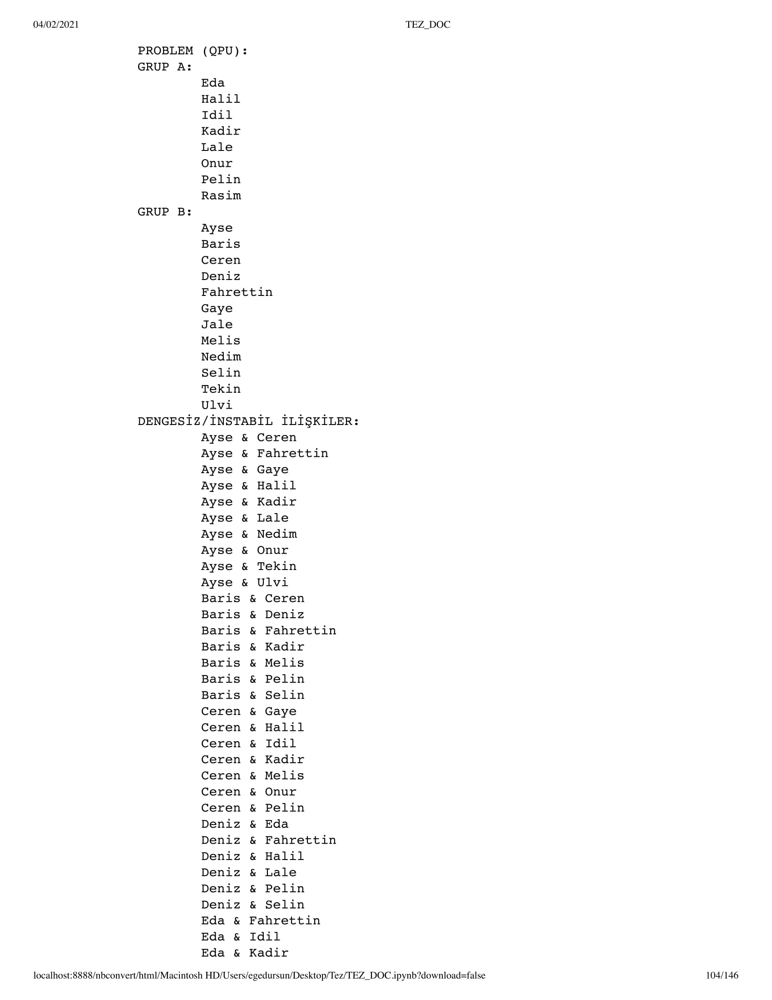 04/02/2021 TEZ_DOC
PROBLEM (QPU):
GRUP A:
Eda
Halil
Idil
Kadir
Lale
Onur
Pelin
Rasim
GRUP B:
Ayse
Baris
Ceren
Deniz
Fahrettin
Gaye
Jale
Melis
Nedim
Selin
Tekin
Ulvi
DENGESİZ/İNSTABİL İLİŞKİLER:
Ayse & Ceren
Ayse & Fahrettin
Ayse & Gaye
Ayse & Halil
Ayse & Kadir
Ayse & Lale
Ayse & Nedim
Ayse & Onur
Ayse & Tekin
Ayse & Ulvi
Baris & Ceren
Baris & Deniz
Baris & Fahrettin
Baris & Kadir
Baris & Melis
Baris & Pelin
Baris & Selin
Ceren & Gaye
Ceren & Halil
Ceren & Idil
Ceren & Kadir
Ceren & Melis
Ceren & Onur
Ceren & Pelin
Deniz & Eda
Deniz & Fahrettin
Deniz & Halil
Deniz & Lale
Deniz & Pelin
Deniz & Selin
Eda & Fahrettin
Eda & Idil
Eda & Kadir
localhost:8888/nbconvert/html/Macintosh HD/Users/egedursun/Desktop/Tez/TEZ_DOC.ipynb?download=false 104/146